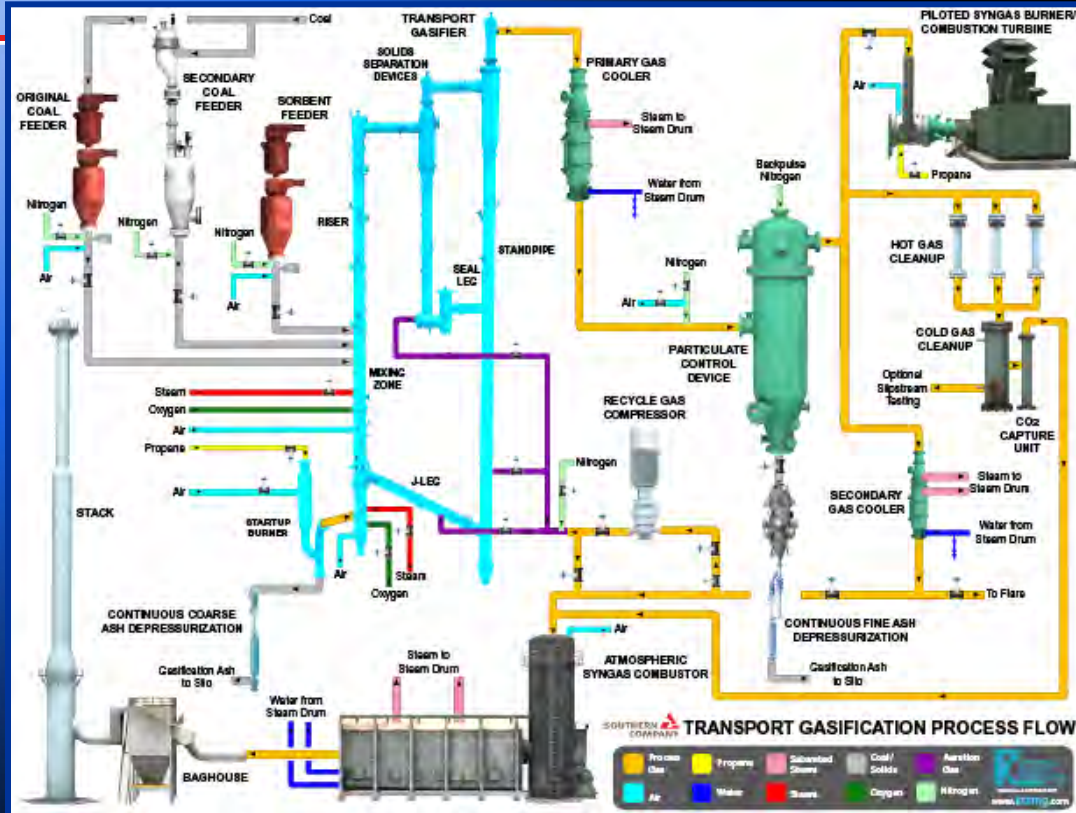 Coal
TRANSPORT
GASIFIER
PILOTED SYNGAS BURNER/
COMBUSTION TURBINE
SOLIDS
SEPARATION
DEVICES
PRIMARY GAS
COOLER
SECONDARY
COAL
FEEDER
ORIGINAL
COAL
FEEDER
SORBENT
FEEDER
Air
Steam to
Steam Drum
Propane
Backpulse
Nitrogen
Water from
Steam Drum
Nitrogen
Nitrogen
Nitrogen
RISER
STANDPIPE
HOT GAS
CLEANUP
SEAL
LEG
Nitrogen
Air
Air
Air
COLD GAS
CLEANUP
PARTICULATE
CONTROL
DEVICE
MIXING
ZONE
Optional
Slipstream
Testing
Steam
Oxygen
Air
RECYCLE GAS
COMPRESSOR
CO2
CAPTURE
UNIT
Propane
Nitrogen
J-LEG
Air
Steam to
Steam Drum
SECONDARY
GAS COOLER
STACK
STARTUP
BURNER
Water from
Steam Drum
Air
Steam
Oxygen
To Flare
CONTINUOUS COARSE
ASH DEPRESSURIZATION
CONTINUOUS FINE ASH
DEPRESSURIZATION
Air
ATMOSPHERIC
SYNGAS COMBUSTOR
Steam to
Steam Drum
Gasification Ash
to Silo
Gasification Ash
to Silo
Water from
Steam Drum
SOUTHERN
COMPANY
TRANSPORT GASIFICATION PROCESS FLOW
BAGHOUSE
Process
Gas
Propane
Saturated
Steam
Coal/
Solids
Aeration
Gas
Air
Water
Steam
Oxygen
Nitrogen